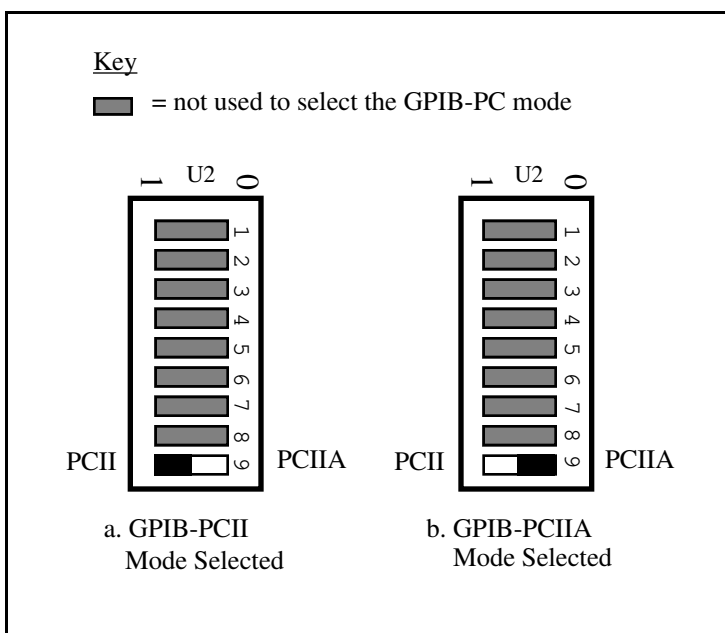 Key
= not used to select the GPIB-PC mode
1 U2 0
1
2
3
4
5
6
7
8
PCII 9 PCIIA
a. GPIB-PCII
Mode Selected
1 U2 0
1
2
3
4
5
6
7
8
PCII 9 PCIIA
b. GPIB-PCIIA
Mode Selected